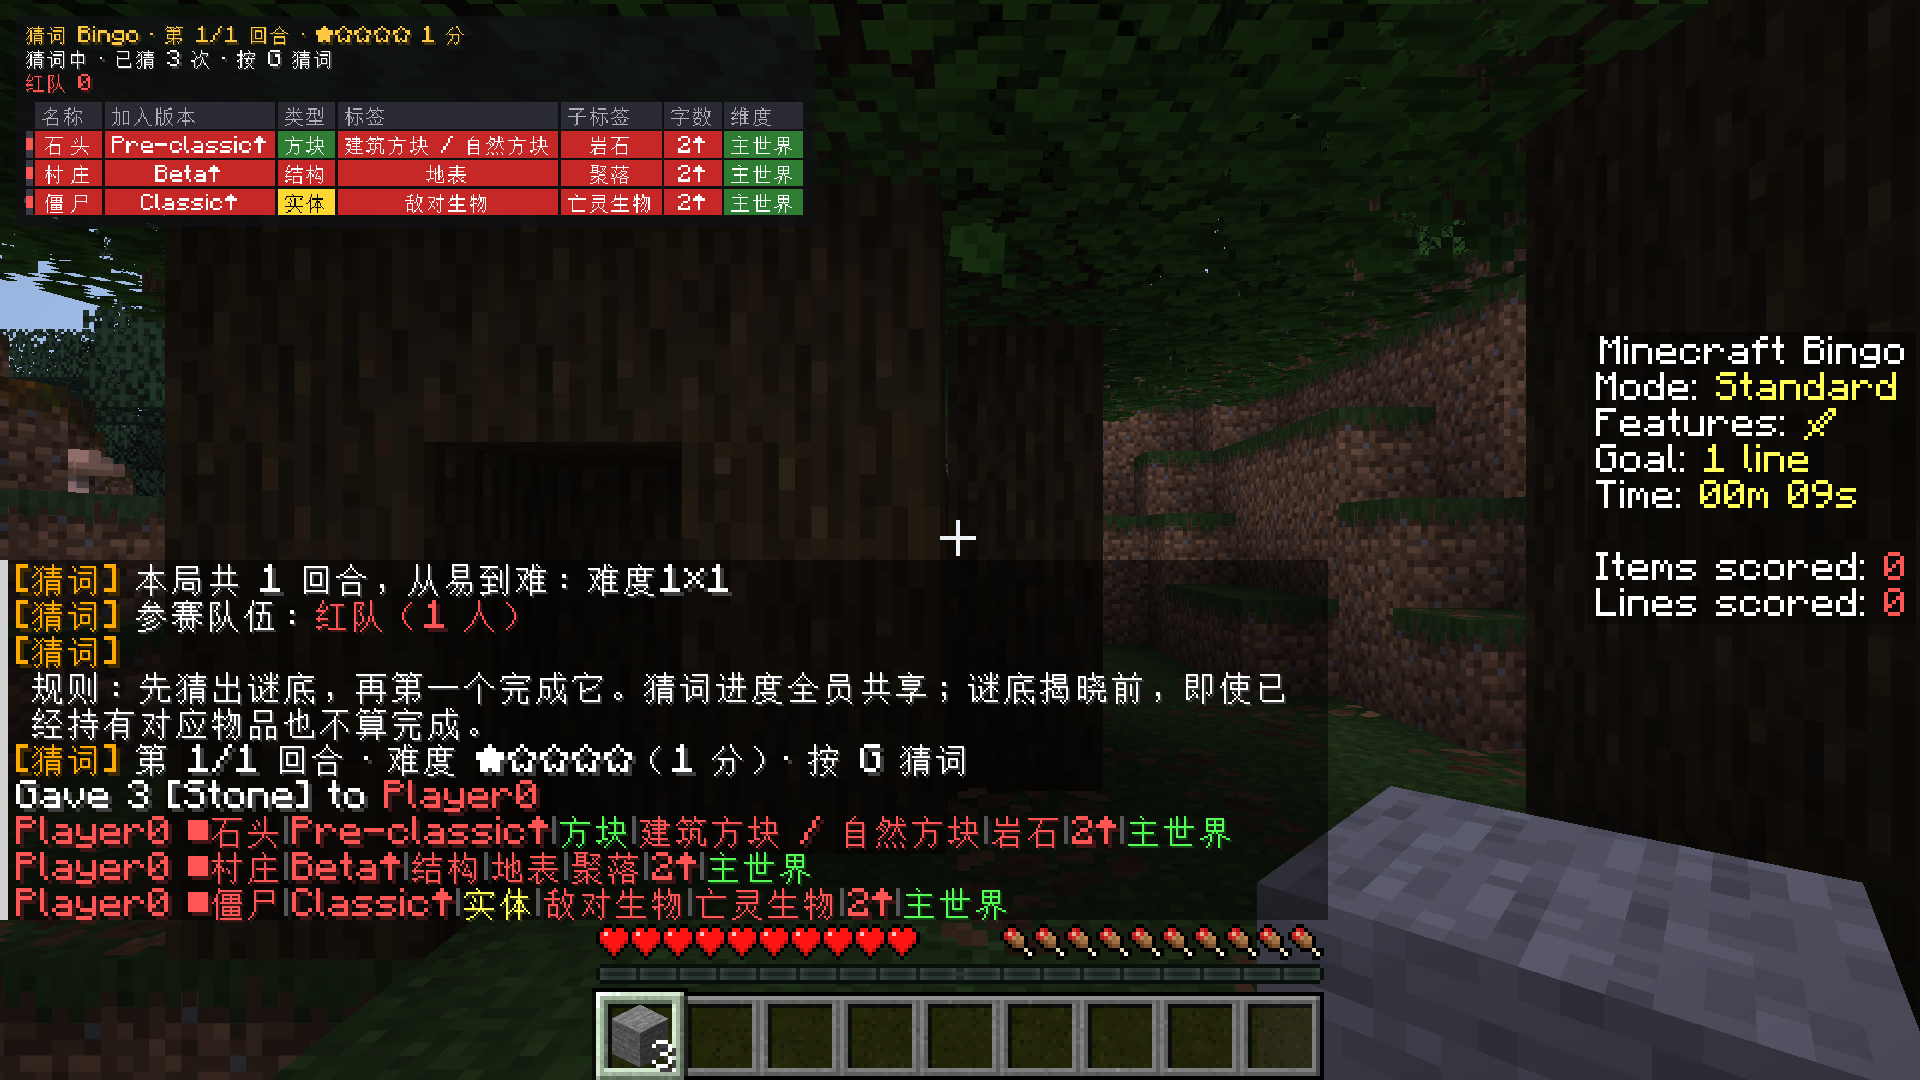 猜词 Bingo · 第 1/1 回合 · ★☆☆☆☆ 1 分
猜词中 · 已猜 3 次 · 按 G 猜词
红队 0
名称 加入版本 类型 标签 子标签 字数 维度
石头 Pre-classic↑ 方块 建筑方块 / 自然方块 岩石 2↑ 主世界
村庄 Beta↑ 结构 地表 聚落 2↑ 主世界
僵尸 Classic↑ 实体 敌对生物 亡灵生物 2↑ 主世界
Minecraft Bingo
Mode: Standard
Features:
Goal: 1 line
Time: 00m 09s
Items scored: 0
Lines scored: 0
[猜词] 本局共 1 回合，从易到难：难度1×1
[猜词] 参赛队伍：红队（1 人）
[猜词]
规则：先猜出谜底，再第一个完成它。猜词进度全员共享；谜底揭晓前，即使已
经持有对应物品也不算完成。
[猜词] 第 1/1 回合 · 难度 ★☆☆☆☆（1 分）· 按 G 猜词
Gave 3 [Stone] to Player0
Player0 ■石头|Pre-classic↑|方块|建筑方块 / 自然方块|岩石|2↑|主世界
Player0 ■村庄|Beta↑|结构|地表|聚落|2↑|主世界
Player0 ■僵尸|Classic↑|实体|敌对生物|亡灵生物|2↑|主世界
3